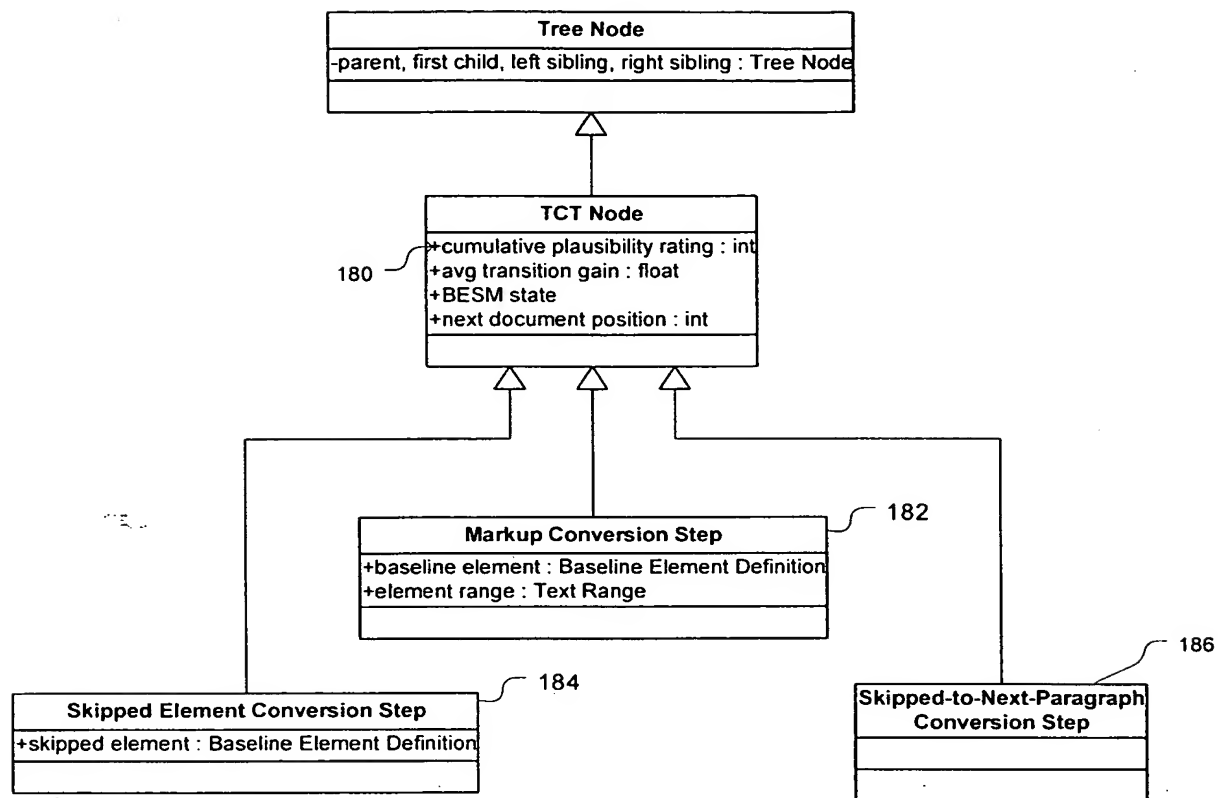 Tree Node
-parent, first child, left sibling, right sibling : Tree Node
TCT Node
180
+cumulative plausibility rating : int
+avg transition gain : float
+BESM state
+next document position : int
182
Markup Conversion Step
+baseline element : Baseline Element Definition
+element range : Text Range
184
Skipped Element Conversion Step
+skipped element : Baseline Element Definition
186
Skipped-to-Next-Paragraph
Conversion Step